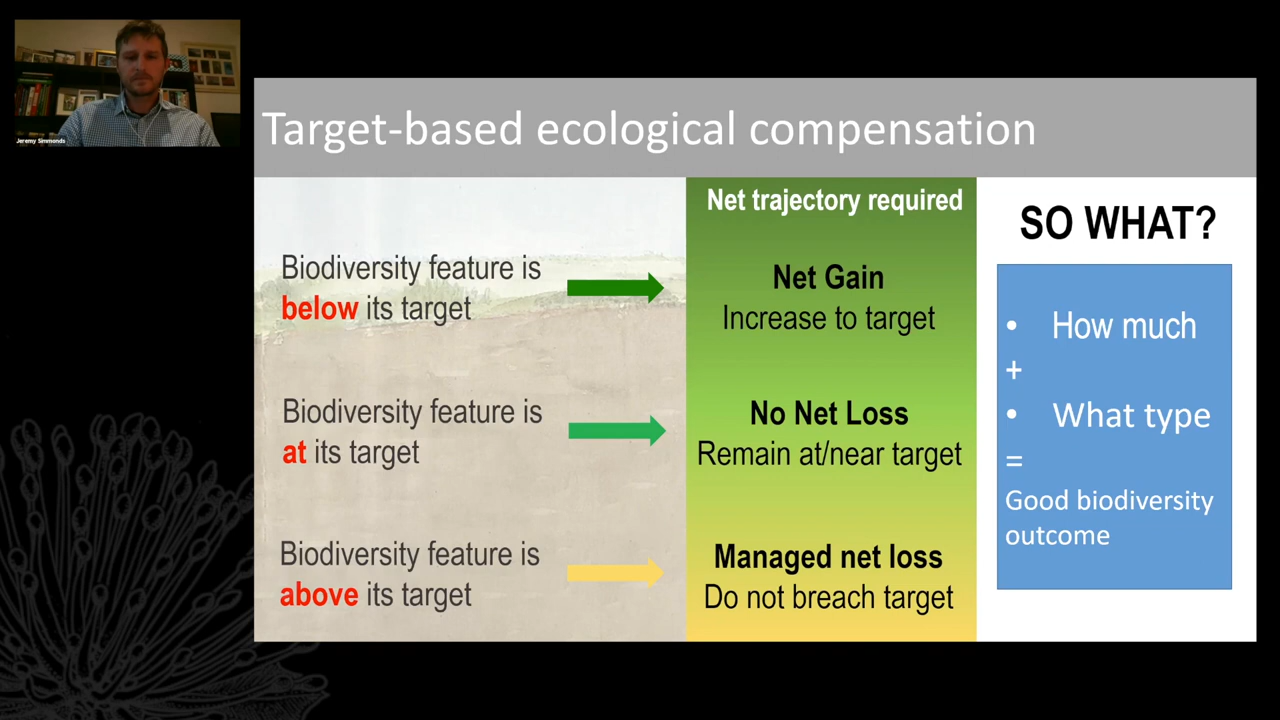 Jeremy Simmonds
Target-based ecological compensation
Biodiversity feature is
below its target
Biodiversity feature is
at its target
Biodiversity feature is
above its target
Net trajectory required
Net Gain
Increase to target
No Net Loss
Remain at/near target
Managed net loss
Do not breach target
SO WHAT?
• How much
+
• What type
=
Good biodiversity
outcome